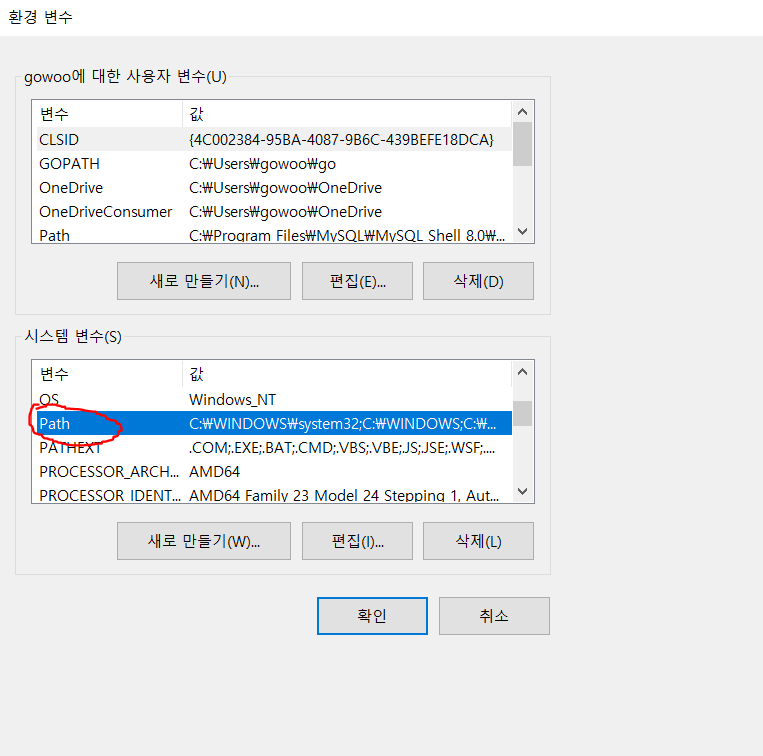 환경 변수
gowoo에 대한 사용자 변수(U)
변수 값
CLSID {4C002384-95BA-4087-9B6C-439BEFE18DCA}
GOPATH C:₩Users₩gowoo₩go
OneDrive C:₩Users₩gowoo₩OneDrive
OneDriveConsumer C:₩Users₩gowoo₩OneDrive
Path C:₩Program Files₩MySQL₩MySQL Shell 8.0₩...
새로 만들기(N)... 편집(E)... 삭제(D)
시스템 변수(S)
변수 값
OS Windows_NT
Path C:₩WINDOWS₩system32;C:₩WINDOWS;C:₩...
PATHEXT .COM;.EXE;.BAT;.CMD;.VBS;.VBE;.JS;.JSE;.WSF;....
PROCESSOR_ARCH... AMD64
PROCESSOR_IDENT... AMD64 Family 23 Model 24 Stepping 1, Aut...
새로 만들기(W)... 편집(I)... 삭제(L)
확인 취소